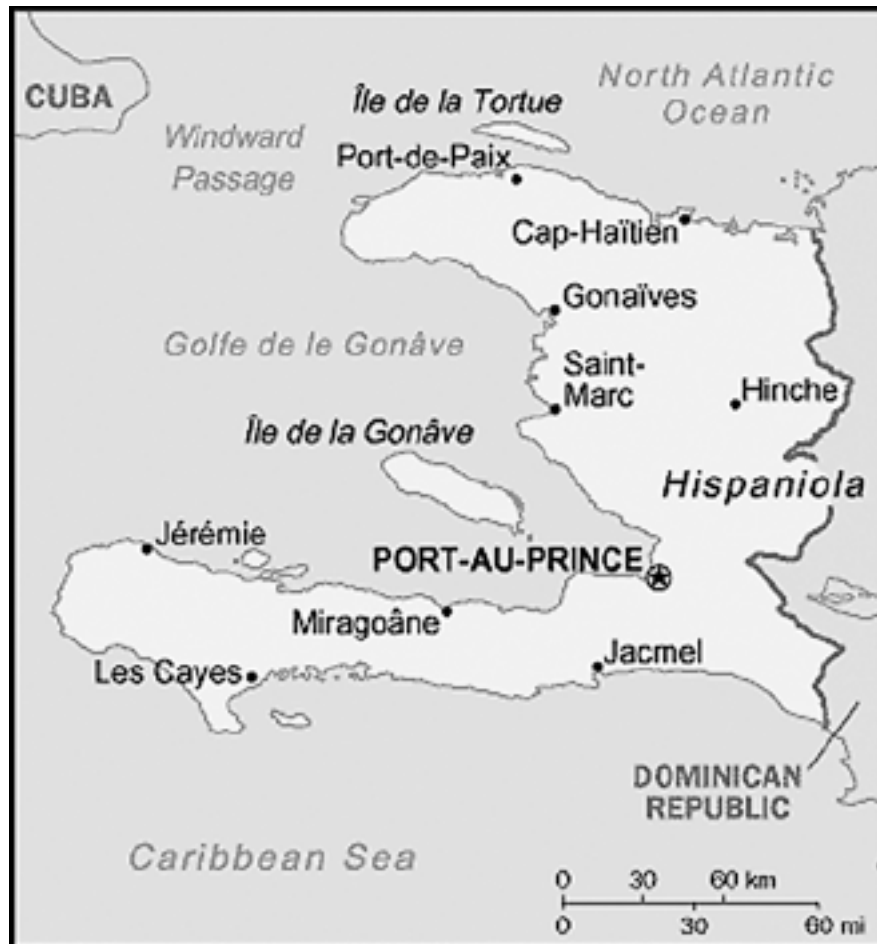 North Atlantic
Ocean
CUBA
Île de la Tortue
Windward
Passage
Port-de-Paix
Cap-Haïtien
Gonaïves
Golfe de le Gonâve
Saint-
Marc
Hinche
Île de la Gonâve
Hispaniola
Jérémie
PORT-AU-PRINCE
Miragoâne
Jacmel
Les Cayes
DOMINICAN
REPUBLIC
Caribbean Sea
0 30 60 km
0 30 60 mi